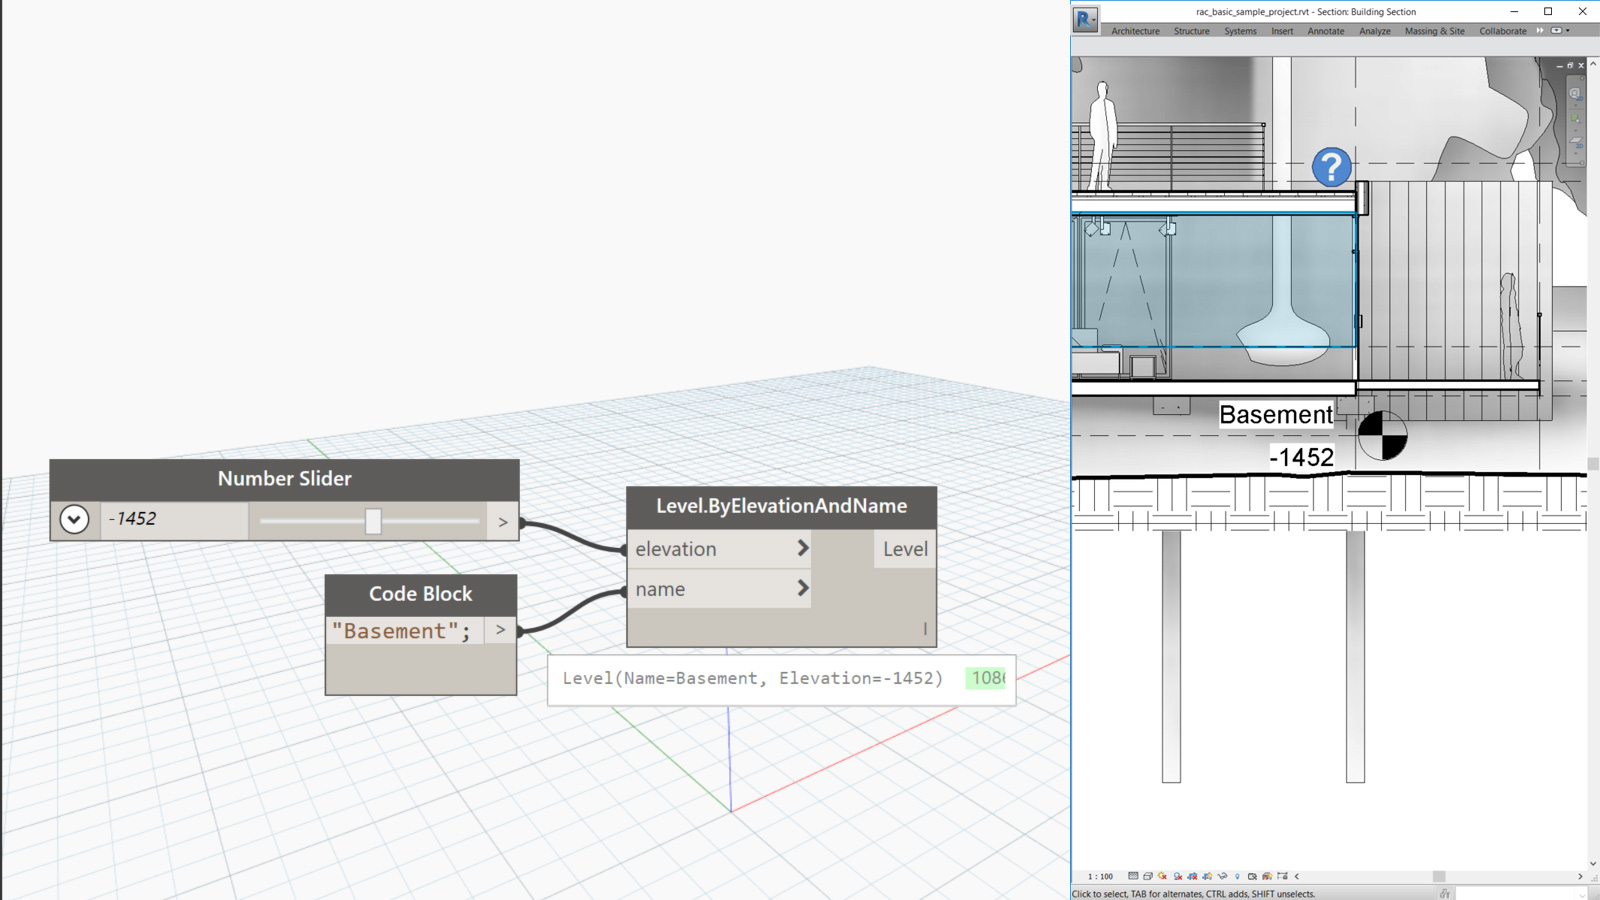 rac_basic_sample_project.rvt - Section: Building Section
R
Architecture Structure Systems Insert Annotate Analyze Massing & Site Collaborate
?
Basement
-1452
Number Slider
-1452 >
Code Block
"Basement"; >
Level.ByElevationAndName
elevation > Level
name >
Level(Name=Basement, Elevation=-1452)
1 : 100
Click to select, TAB for alternates, CTRL adds, SHIFT unselects.